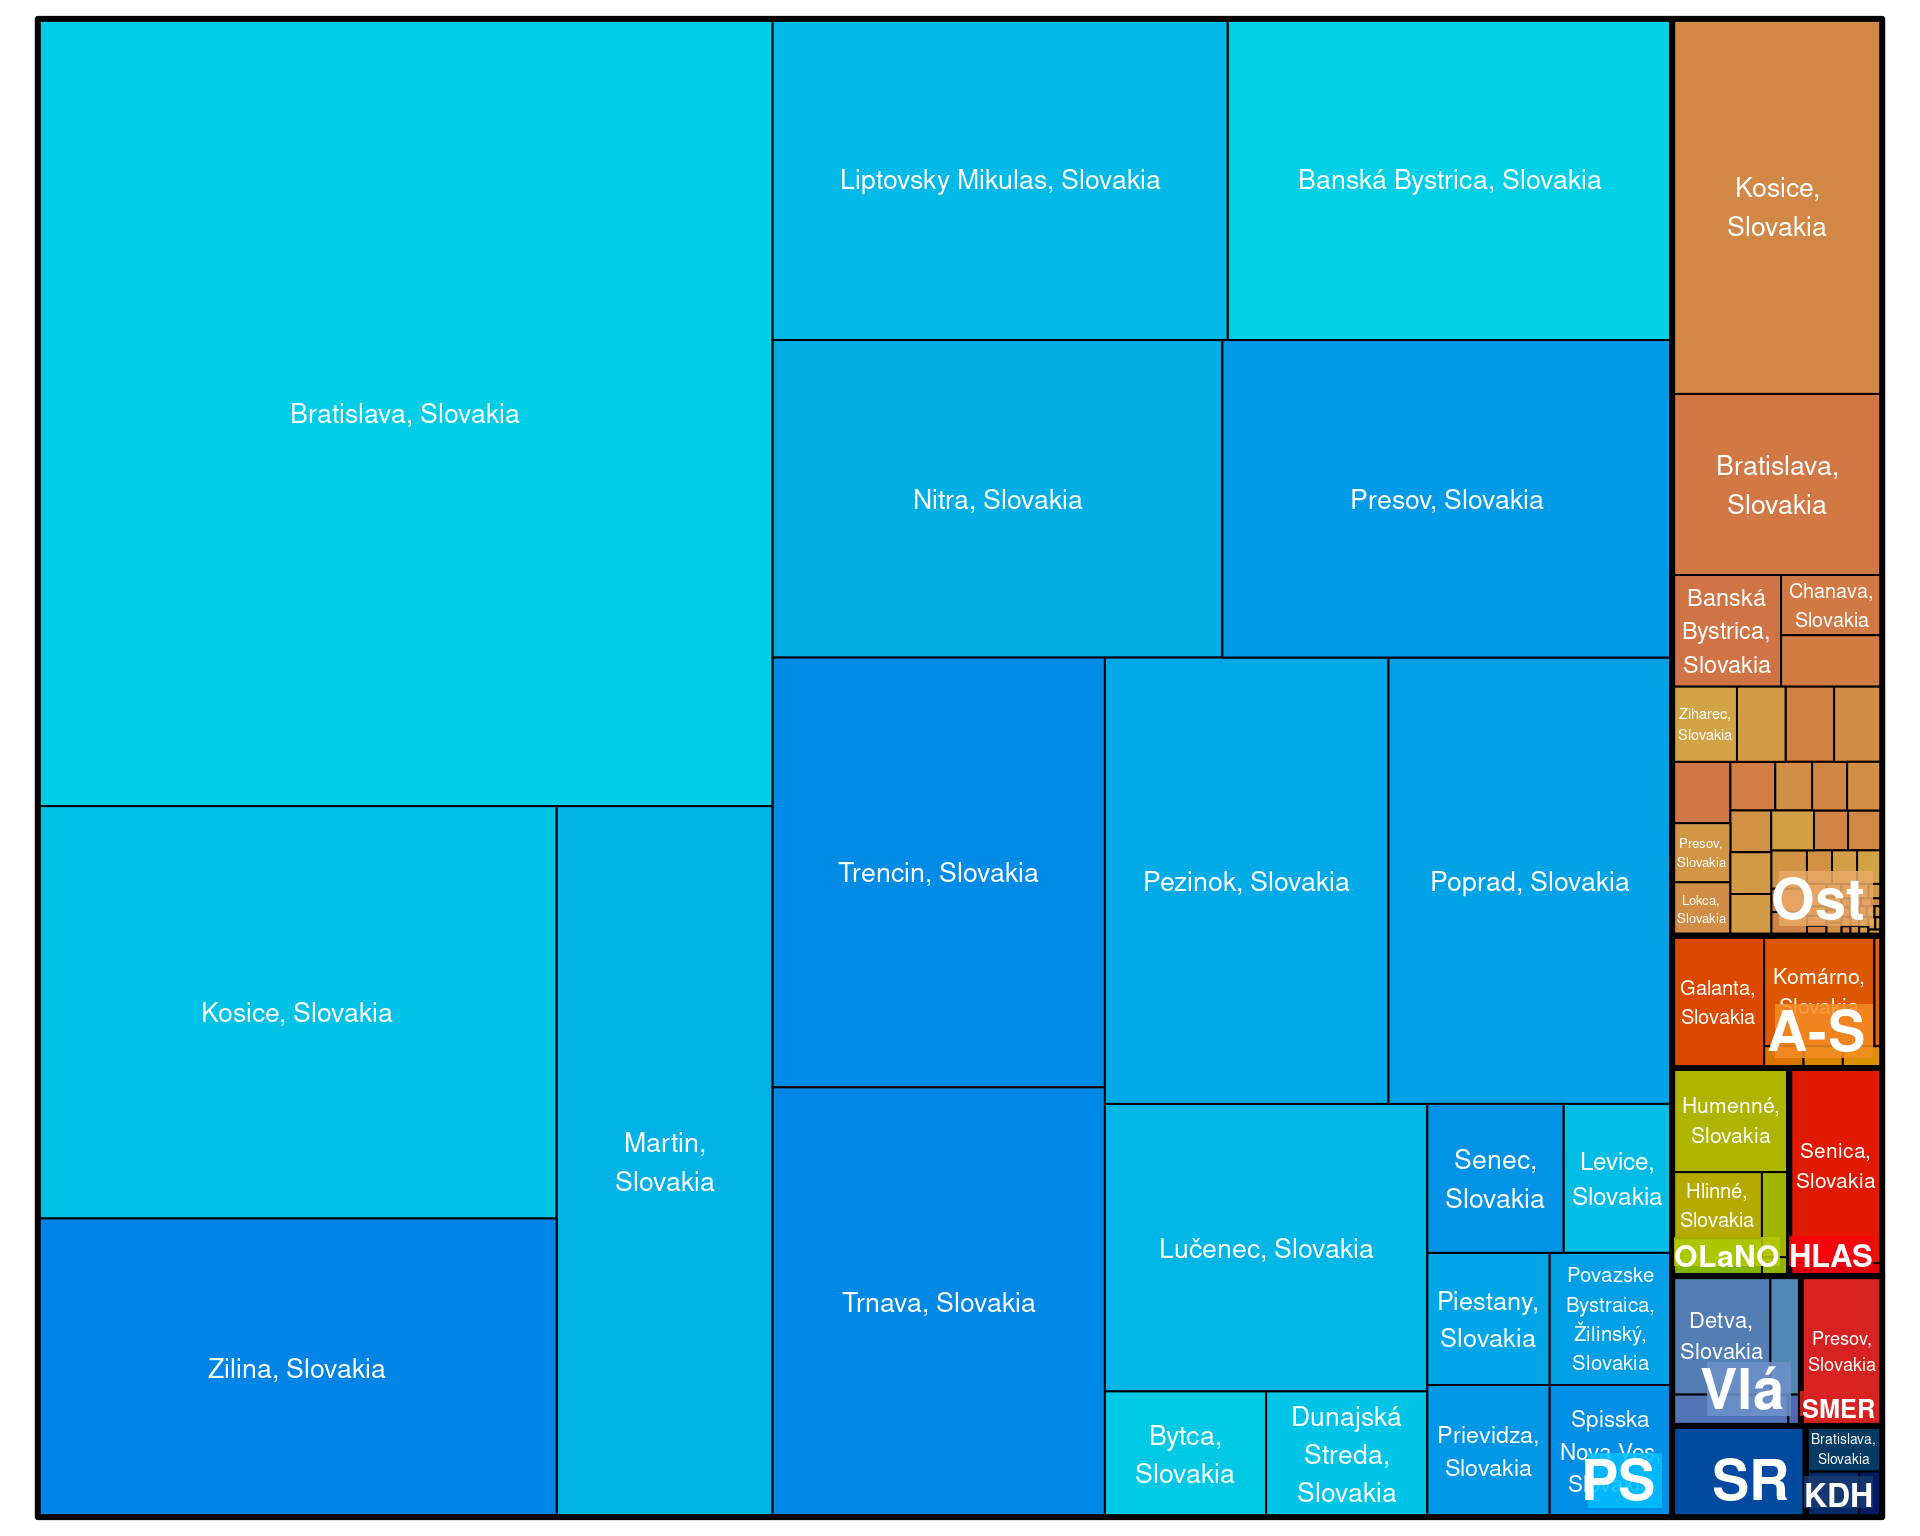 Bratislava, Slovakia
Liptovsky Mikulas, Slovakia
Banská Bystrica, Slovakia
Nitra, Slovakia
Presov, Slovakia
Kosice, Slovakia
Martin,
Slovakia
Zilina, Slovakia
Trencin, Slovakia
Pezinok, Slovakia
Poprad, Slovakia
Trnava, Slovakia
Lučenec, Slovakia
Senec,
Slovakia
Levice,
Slovakia
Piestany,
Slovakia
Povazske
Bystraica,
Žilinský,
Slovakia
Bytca,
Slovakia
Dunajská
Streda,
Slovakia
Prievidza,
Slovakia
Spisska
Nova Ves,
Slovakia
PS
Kosice,
Slovakia
Bratislava,
Slovakia
Banská
Bystrica,
Slovakia
Chanava,
Slovakia
Ziharec,
Slovakia
Presov,
Slovakia
Lokca,
Slovakia
Ost
Galanta,
Slovakia
Komárno,
Slovakia
A-S
Humenné,
Slovakia
Hlinné,
Slovakia
OLaNO
Senica,
Slovakia
HLAS
Detva,
Slovakia
Vlá
Presov,
Slovakia
SMER
SR
Bratislava,
Slovakia
KDH